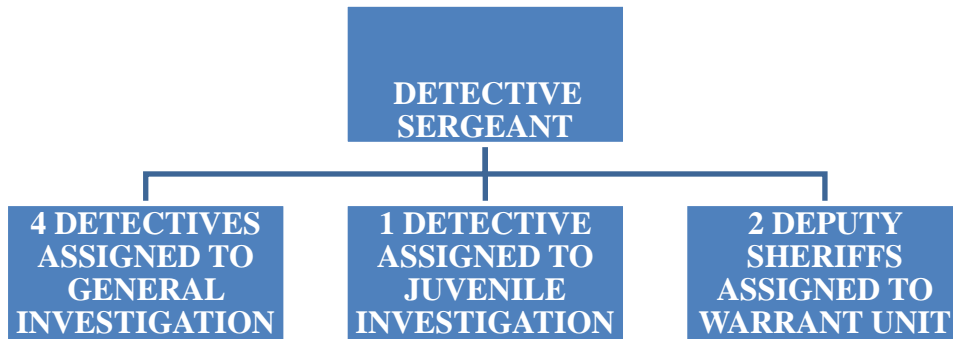 DETECTIVE
SERGEANT
4 DETECTIVES
ASSIGNED TO
GENERAL
INVESTIGATION
1 DETECTIVE
ASSIGNED TO
JUVENILE
INVESTIGATION
2 DEPUTY
SHERIFFS
ASSIGNED TO
WARRANT UNIT